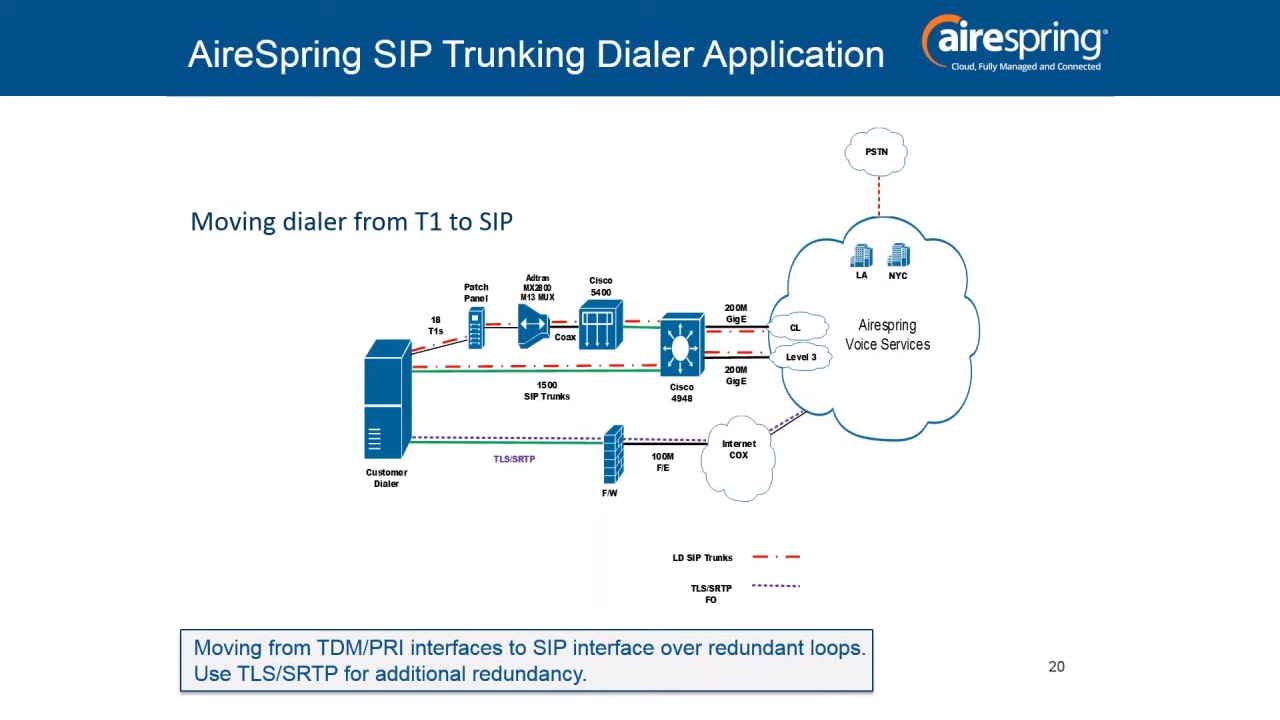 AireSpring SIP Trunking Dialer Application
airespring
Cloud, Fully Managed and Connected
PSTN
Moving dialer from T1 to SIP
LA
NYC
Patch
Panel
Adtran
MX2800
M13 MUX
Cisco
5400
18
T1s
Coax
200M
GigE
CL
Airespring
Voice Services
Level 3
200M
GigE
1500
SIP Trunks
Cisco
4948
Internet
COX
TLS/SRTP
100M
F/E
Customer
Dialer
F/W
LD SIP Trunks
TLS/SRTP
FO
Moving from TDM/PRI interfaces to SIP interface over redundant loops.
Use TLS/SRTP for additional redundancy.
20